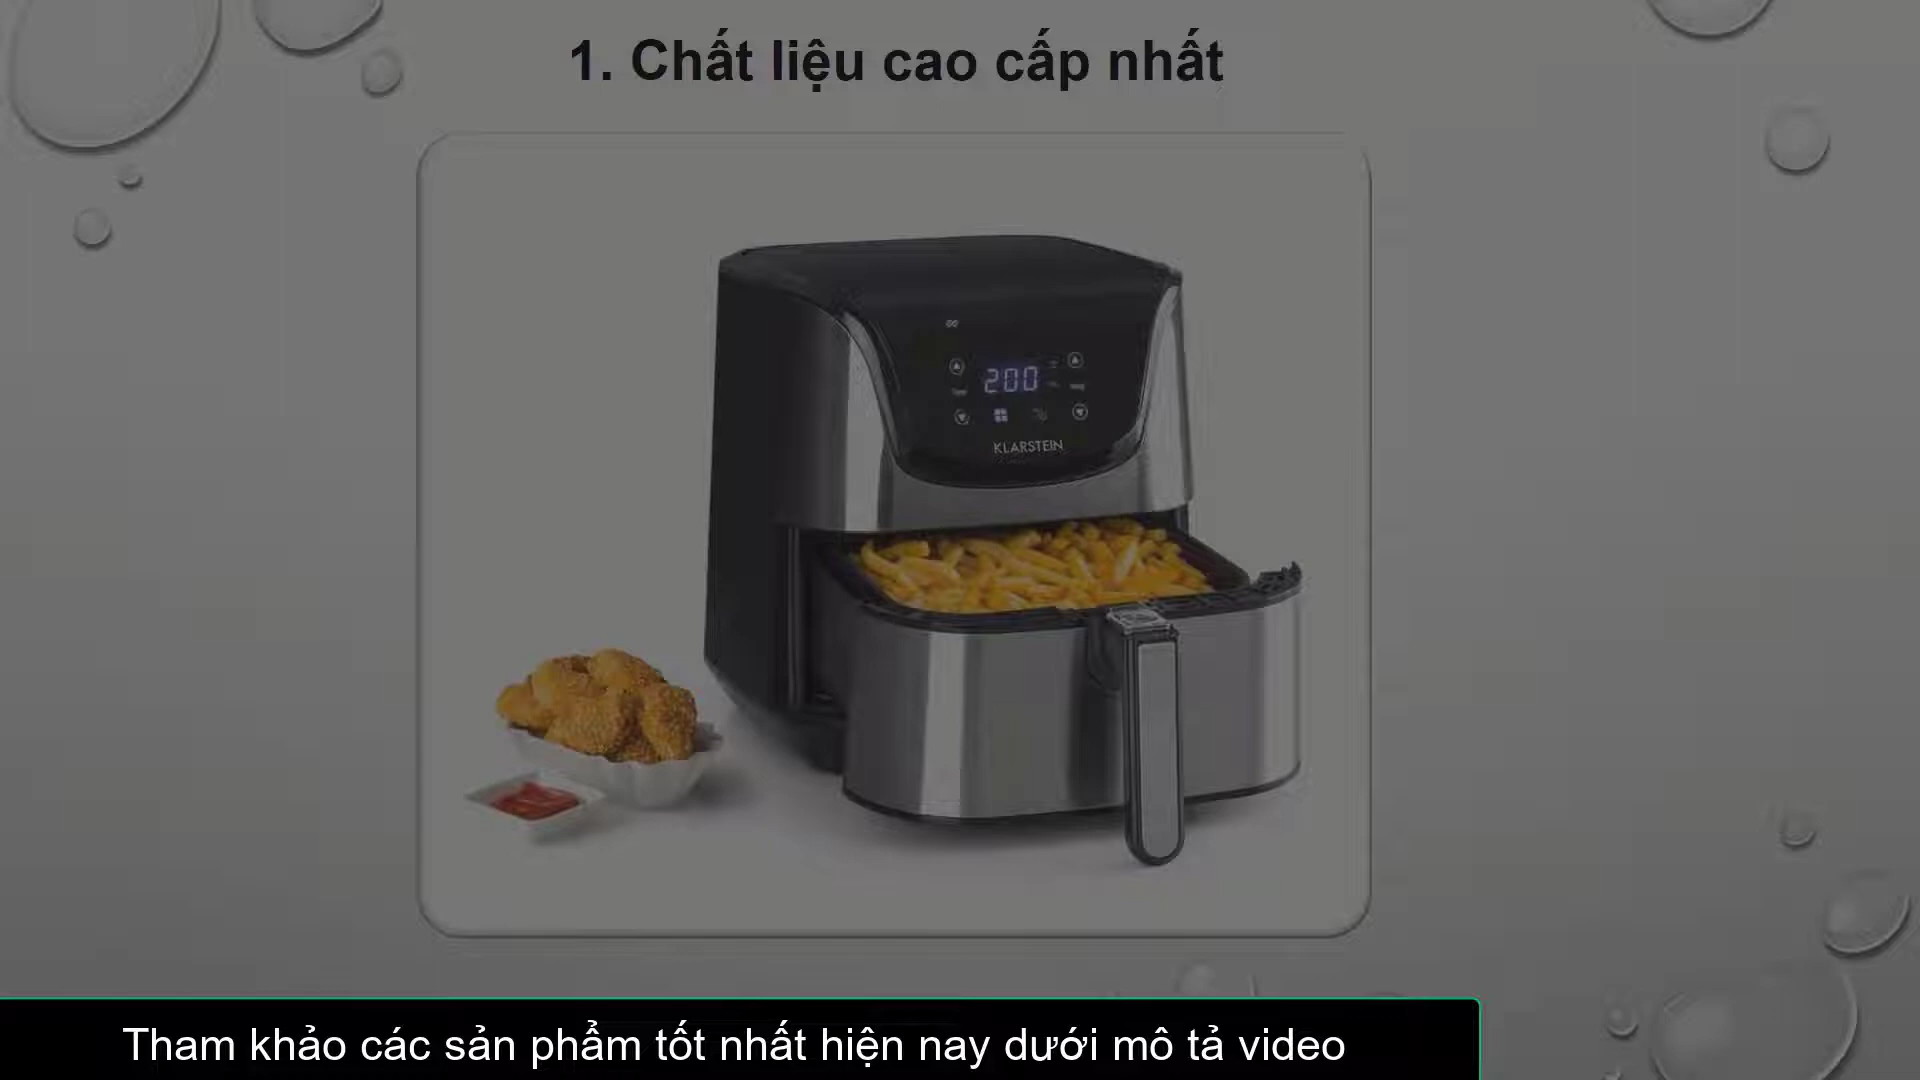 1. Chất liệu cao cấp nhất
200
KLARSTEIN
Tham khảo các sản phẩm tốt nhất hiện nay dưới mô tả video